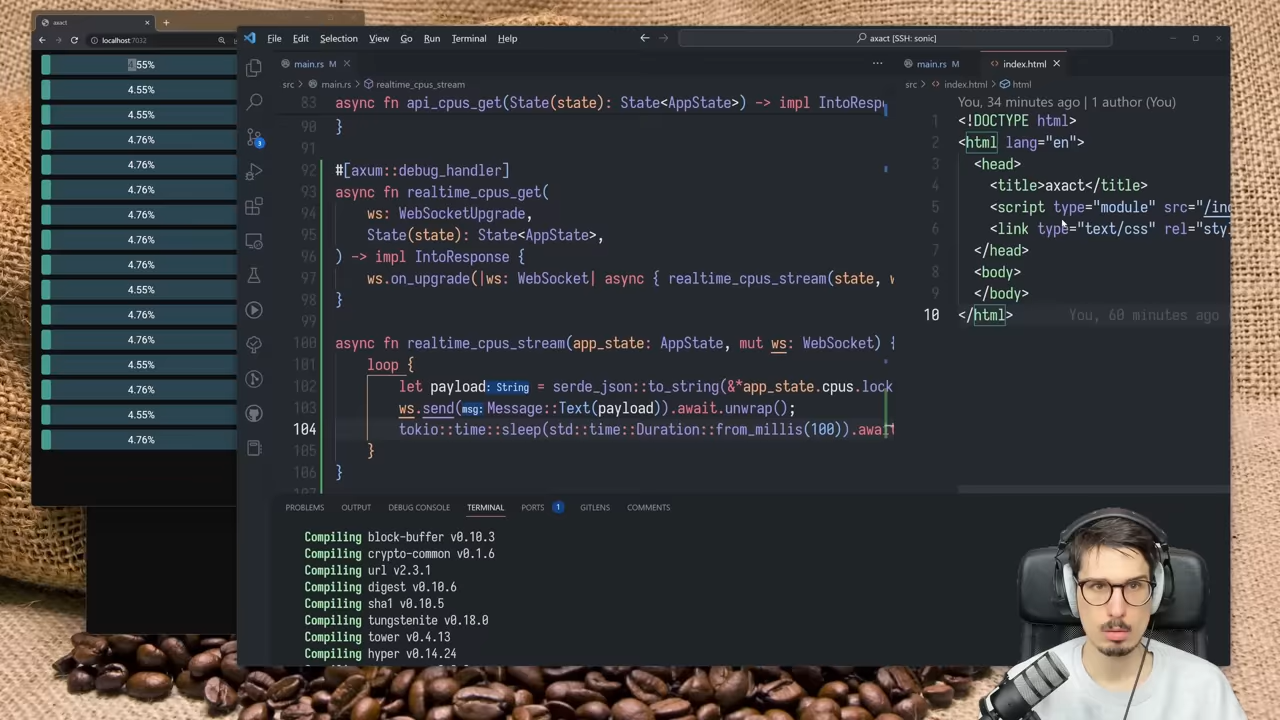 axact
localhost:7032
4.55%
4.55%
4.55%
4.76%
4.76%
4.76%
4.76%
4.76%
4.76%
4.55%
4.55%
4.55%
4.55%
4.76%
4.55%
4.76%
File Edit Selection View Go Run Terminal Help
axact [SSH: sonic]
main.rs M
src > main.rs > realtime_cpus_stream
83 async fn api_cpus_get(State(state): State<AppState>) -> impl IntoRespo
90 }
91
92 #[axum::debug_handler]
93 async fn realtime_cpus_get(
94 ws: WebSocketUpgrade,
95 State(state): State<AppState>,
96 ) -> impl IntoResponse {
97 ws.on_upgrade(|ws: WebSocket| async { realtime_cpus_stream(state, w
98 }
99
100 async fn realtime_cpus_stream(app_state: AppState, mut ws: WebSocket) {
101 loop {
102 let payload: String = serde_json::to_string(&*app_state.cpus.lock
103 ws.send(msg: Message::Text(payload)).await.unwrap();
104 tokio::time::sleep(std::time::Duration::from_millis(100)).await
105 }
106 }
main.rs M
index.html
src > index.html > html
You, 34 minutes ago | 1 author (You)
1 <!DOCTYPE html>
2 <html lang="en">
3 <head>
4 <title>axact</title>
5 <script type="module" src="/ind
6 <link type="text/css" rel="styl
7 </head>
8 <body>
9 </body>
10 </html> You, 60 minutes ago
PROBLEMS OUTPUT DEBUG CONSOLE TERMINAL PORTS 1 GITLENS COMMENTS
Compiling block-buffer v0.10.3
Compiling crypto-common v0.1.6
Compiling url v2.3.1
Compiling digest v0.10.6
Compiling sha1 v0.10.5
Compiling tungstenite v0.18.0
Compiling tower v0.4.13
Compiling hyper v0.14.24